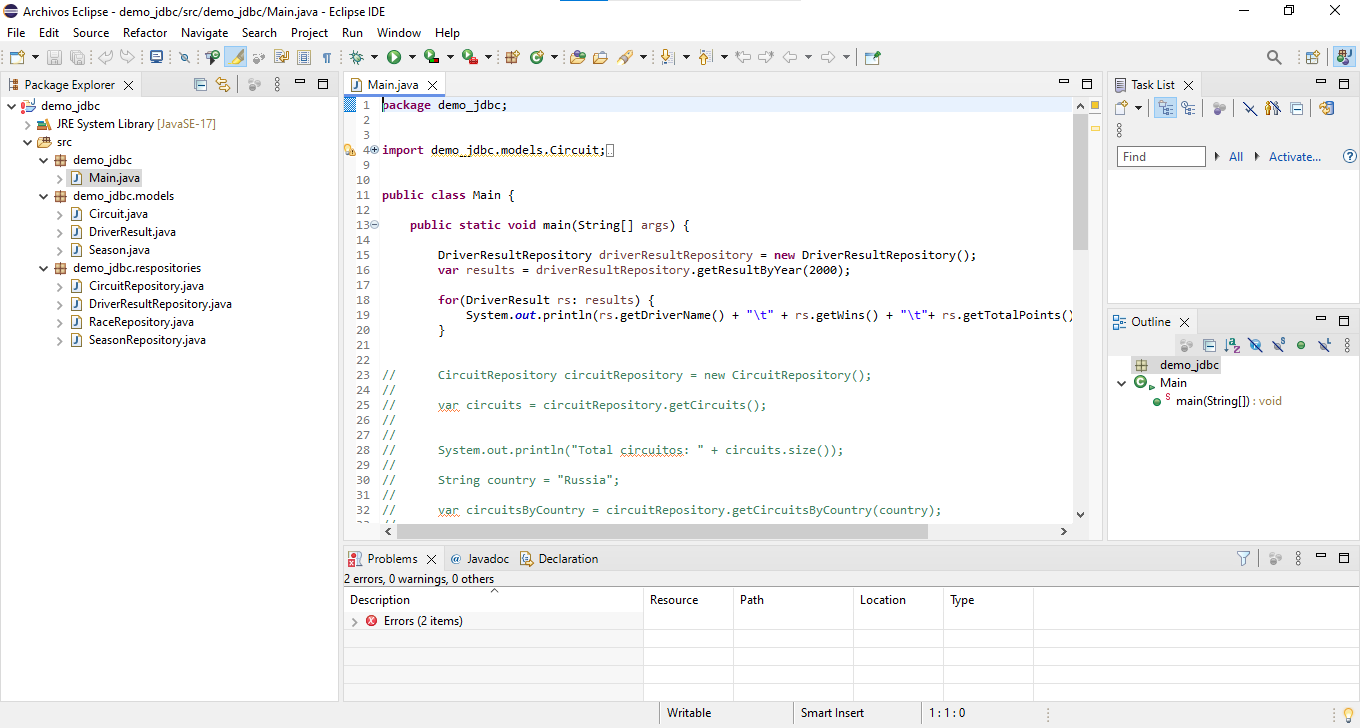 Archivos Eclipse - demo_jdbc/src/demo_jdbc/Main.java - Eclipse IDE
File Edit Source Refactor Navigate Search Project Run Window Help
Package Explorer
demo_jdbc
JRE System Library [JavaSE-17]
src
demo_jdbc
Main.java
demo_jdbc.models
Circuit.java
DriverResult.java
Season.java
demo_jdbc.respositories
CircuitRepository.java
DriverResultRepository.java
RaceRepository.java
SeasonRepository.java
Main.java
1 package demo_jdbc;
2
3
4 import demo_jdbc.models.Circuit;
9
10
11 public class Main {
12
13 public static void main(String[] args) {
14
15 DriverResultRepository driverResultRepository = new DriverResultRepository();
16 var results = driverResultRepository.getResultByYear(2000);
17
18 for(DriverResult rs: results) {
19 System.out.println(rs.getDriverName() + "\t" + rs.getWins() + "\t"+ rs.getTotalPoints()
20 }
21
22
23 // CircuitRepository circuitRepository = new CircuitRepository();
24 //
25 // var circuits = circuitRepository.getCircuits();
26 //
27 //
28 // System.out.println("Total circuitos: " + circuits.size());
29 //
30 // String country = "Russia";
31 //
32 // var circuitsByCountry = circuitRepository.getCircuitsByCountry(country);
Task List
Find All Activate...
Outline
demo_jdbc
Main
main(String[]) : void
Problems Javadoc Declaration
2 errors, 0 warnings, 0 others
Description Resource Path Location Type
Errors (2 items)
Writable Smart Insert 1 : 1 : 0